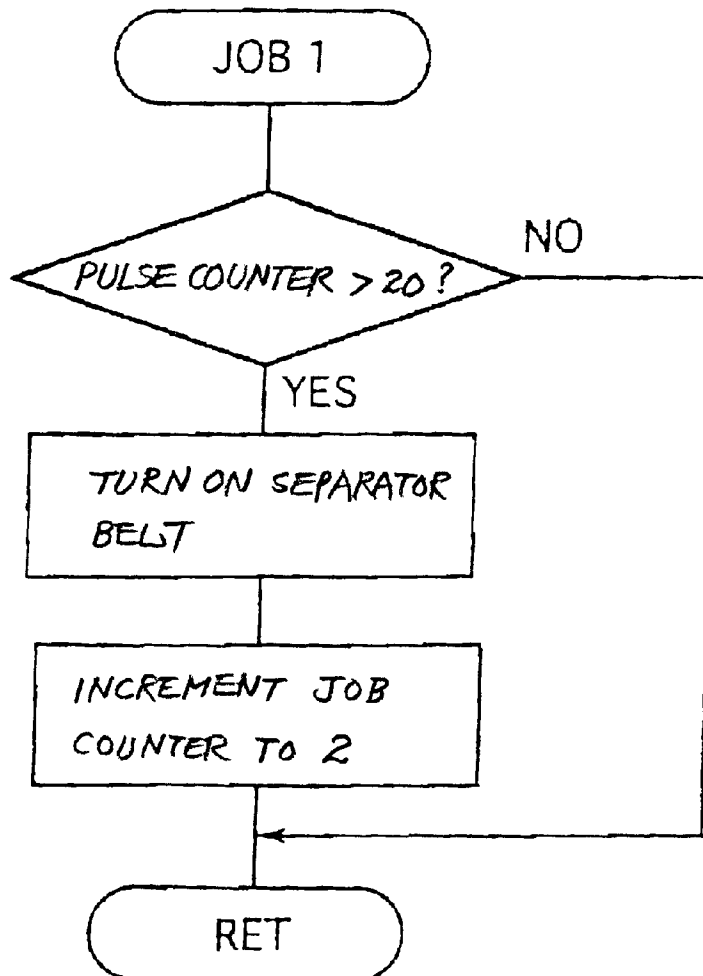 JOB 1
PULSE COUNTER > 20 ?
NO
YES
TURN ON SEPARATOR
BELT
INCREMENT JOB
COUNTER TO 2
RET